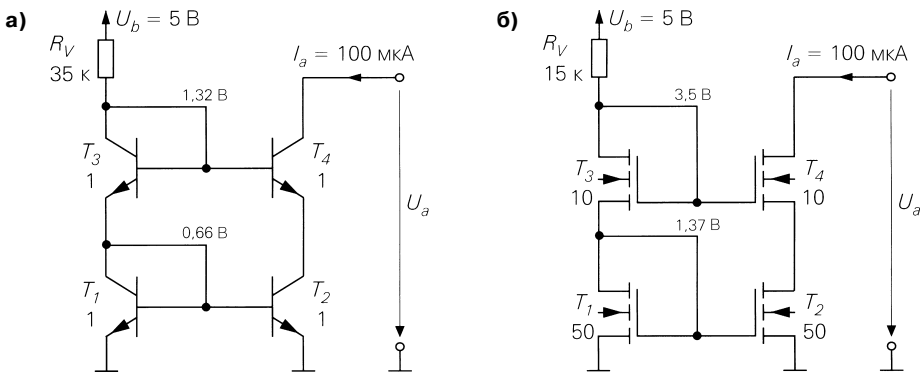 а)
U_b = 5 В
R_V
35 к
I_a = 100 мкА
1,32 В
T_3
1
T_4
1
U_a
0,66 В
T_1
1
T_2
1
б)
U_b = 5 В
R_V
15 к
I_a = 100 мкА
3,5 В
T_3
10
T_4
10
U_a
1,37 В
T_1
50
T_2
50